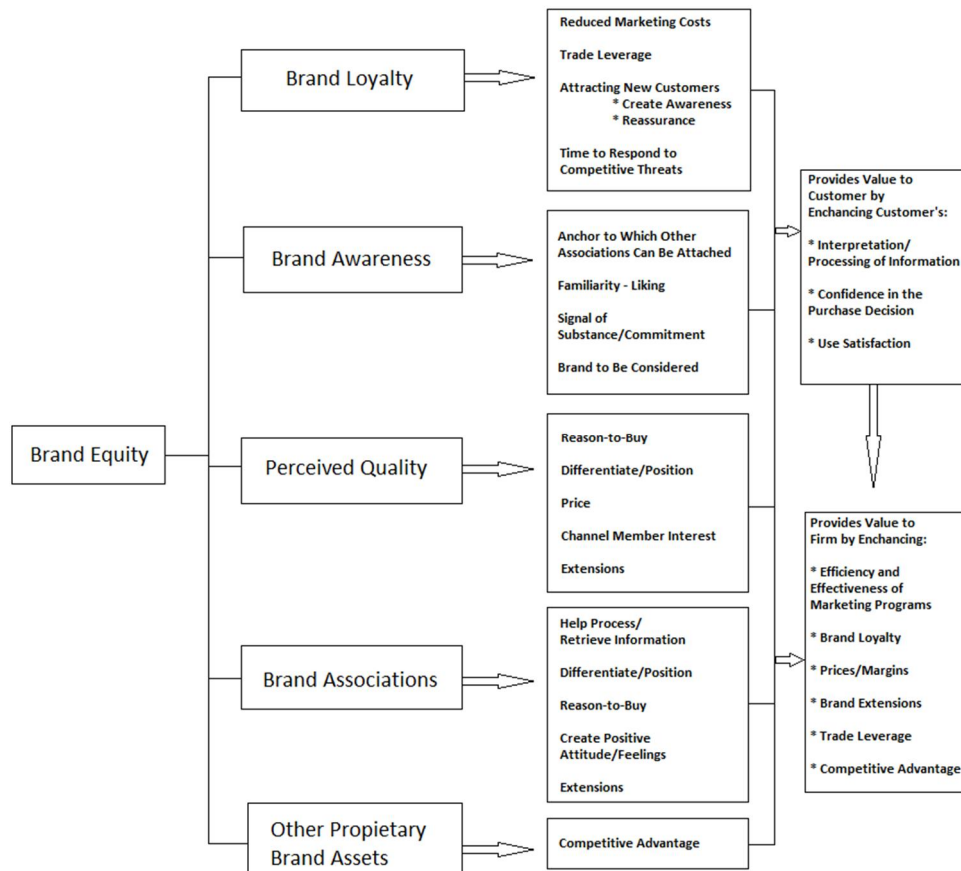 Brand Equity
Brand Loyalty
Reduced Marketing Costs
Trade Leverage
Attracting New Customers
* Create Awareness
* Reassurance
Time to Respond to
Competitive Threats
Brand Awareness
Anchor to Which Other
Associations Can Be Attached
Familiarity - Liking
Signal of
Substance/Commitment
Brand to Be Considered
Perceived Quality
Reason-to-Buy
Differentiate/Position
Price
Channel Member Interest
Extensions
Brand Associations
Help Process/
Retrieve Information
Differentiate/Position
Reason-to-Buy
Create Positive
Attitude/Feelings
Extensions
Other Propietary
Brand Assets
Competitive Advantage
Provides Value to
Customer by
Enchancing Customer's:
* Interpretation/
Processing of Information
* Confidence in the
Purchase Decision
* Use Satisfaction
Provides Value to
Firm by Enchancing:
* Efficiency and
Effectiveness of
Marketing Programs
* Brand Loyalty
* Prices/Margins
* Brand Extensions
* Trade Leverage
* Competitive Advantage